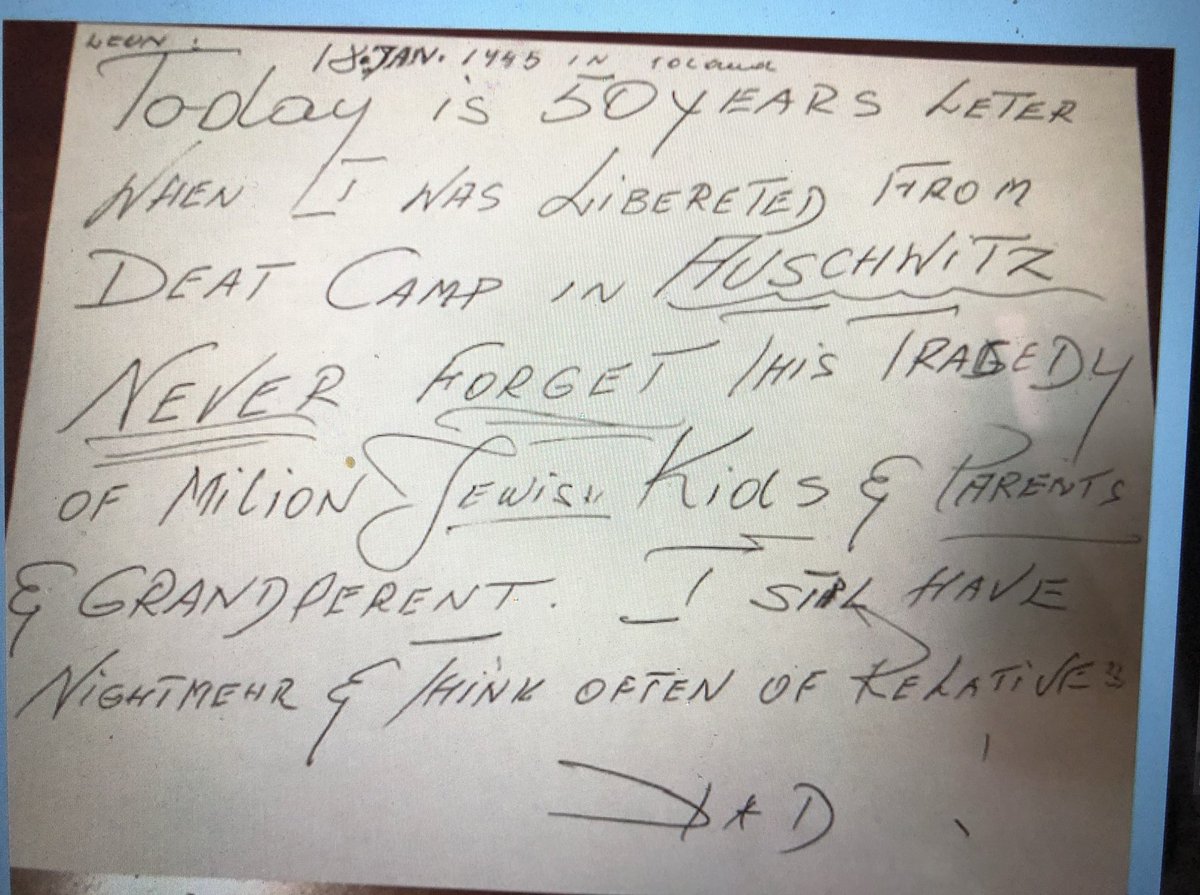 LEON :
18. JAN. 1945 IN Poland
Today is 50 YEARS LETER
WHEN I WAS LiBERETED FROM
DEAT CAMP IN AUSCHWiTZ
NEVER FORGET THiS TRAGEDY
OF MiLiON JEWiSH KidS & PARENTS
& GRANDPERENT. I STiLL HAVE
NiGHTMEHR & THiNK OFTEN OF RELATiVES
DAD